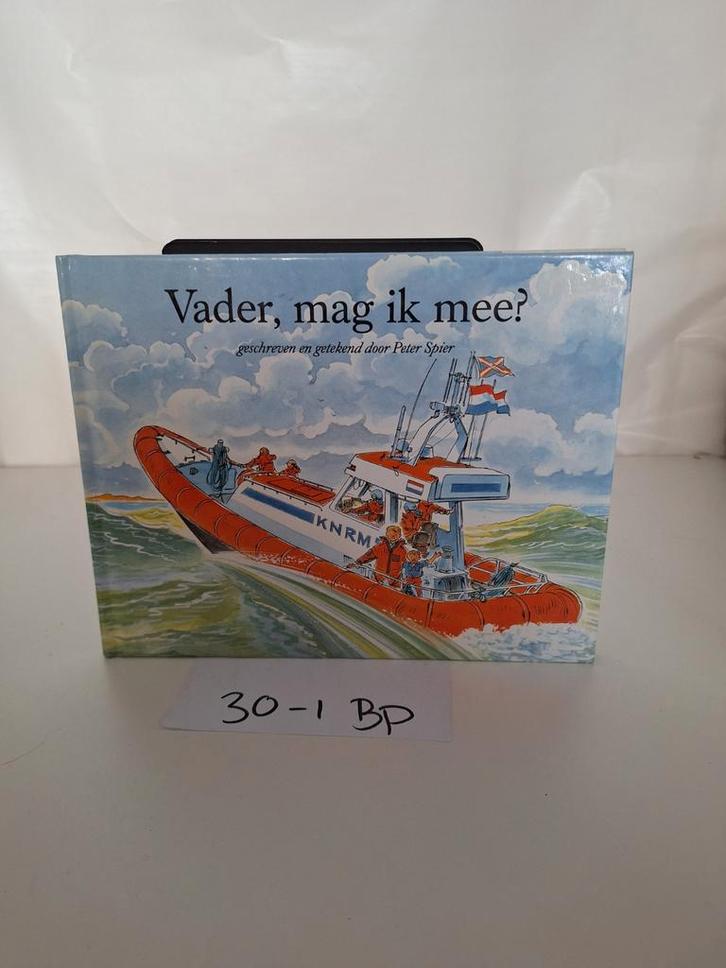 Vader, mag ik mee?
geschreven en getekend door Peter Spier
KNRM
30-1 BP